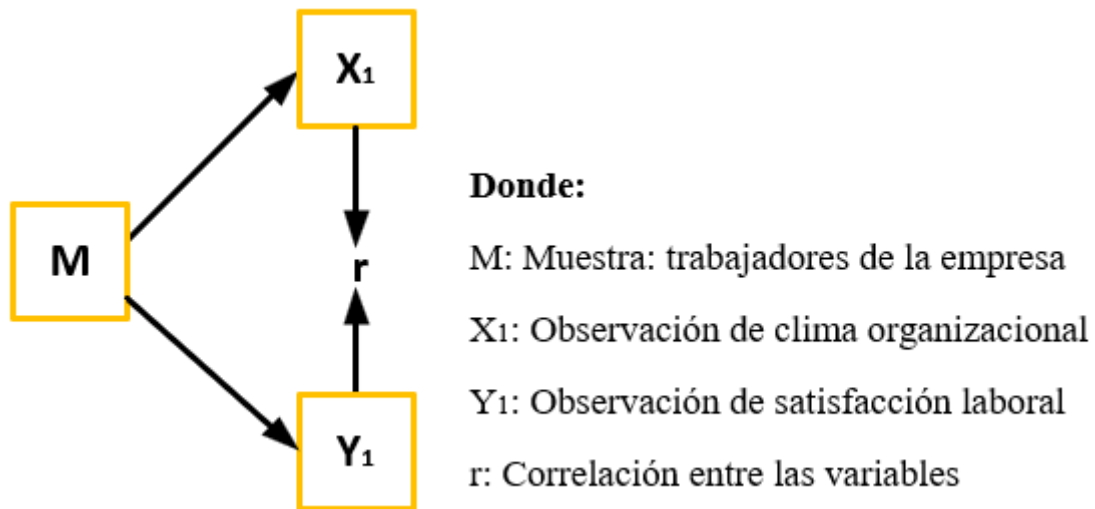 X₁
M
r
Y₁
Donde:
M: Muestra: trabajadores de la empresa
X₁: Observación de clima organizacional
Y₁: Observación de satisfacción laboral
r: Correlación entre las variables